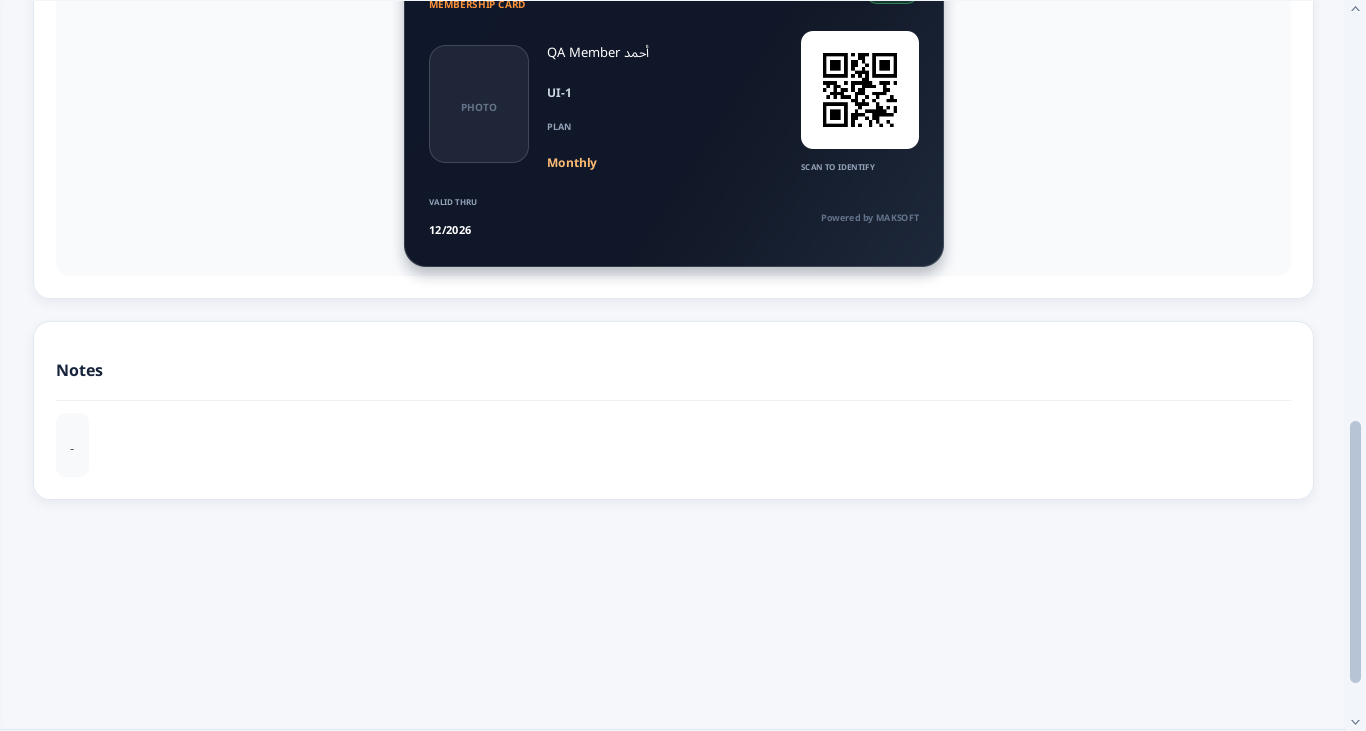 MEMBERSHIP CARD
PHOTO
QA Member أحمد
UI-1
PLAN
Monthly
SCAN TO IDENTIFY
VALID THRU
12/2026
Powered by MAKSOFT
Notes
-